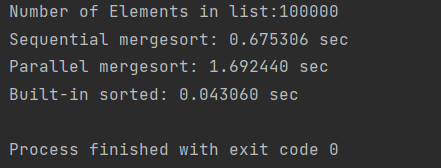 Number of Elements in list:100000
Sequential mergesort: 0.675306 sec
Parallel mergesort: 1.692440 sec
Built-in sorted: 0.043060 sec
Process finished with exit code 0